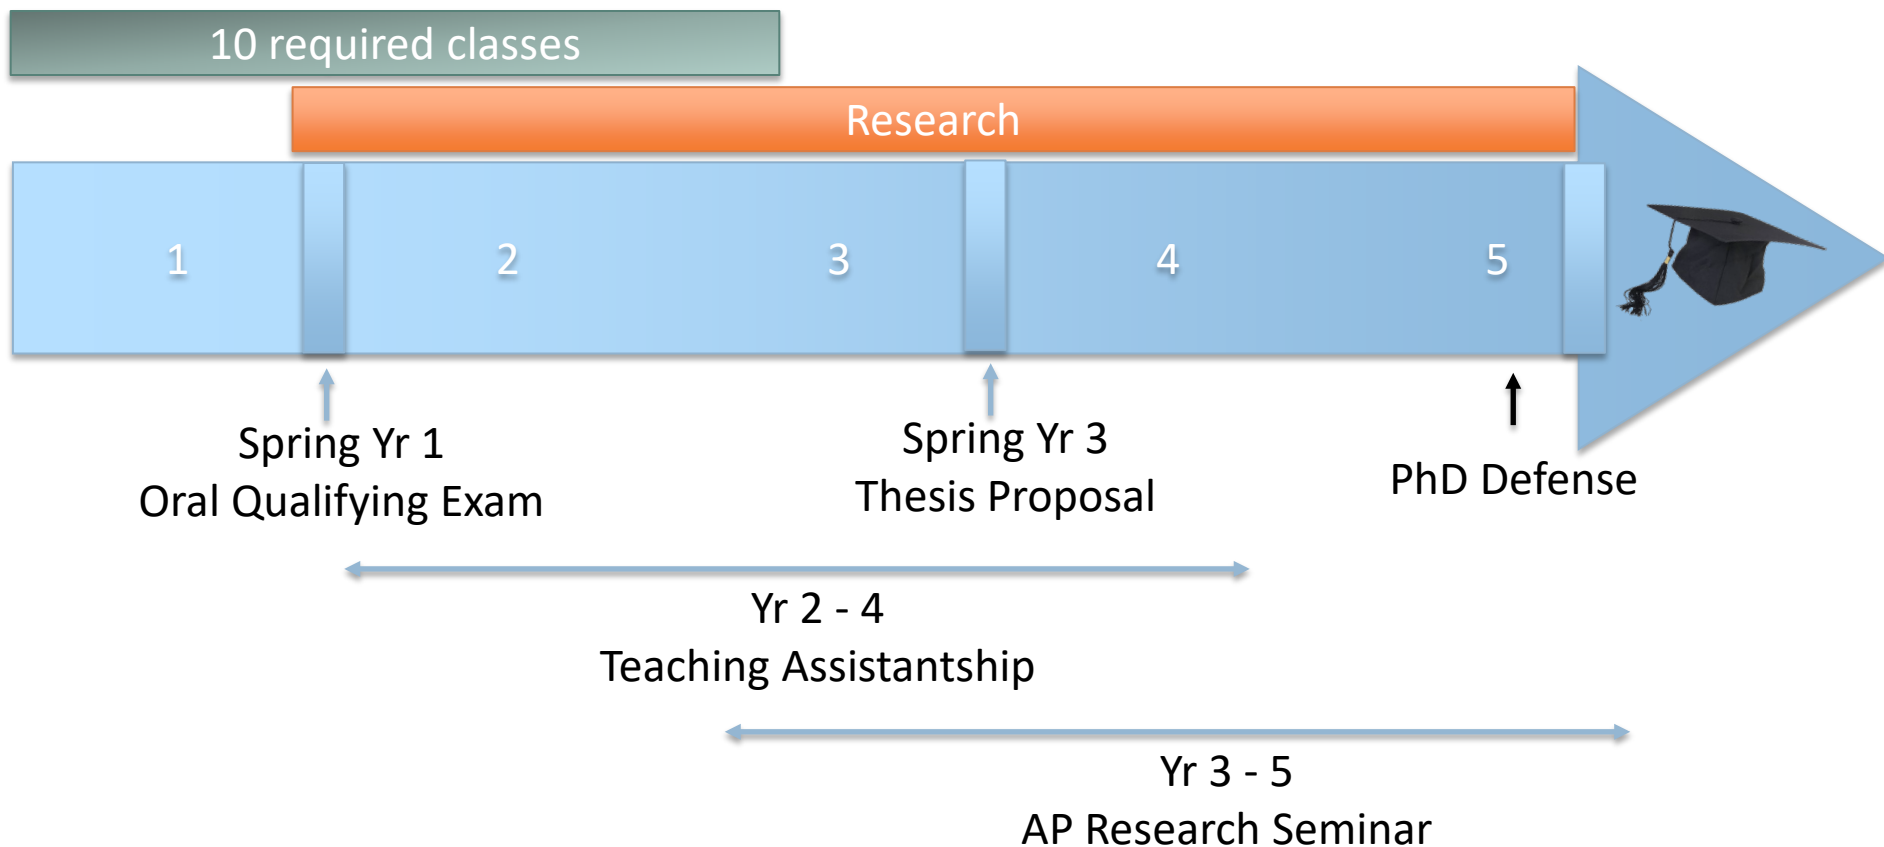 10 required classes
Research
1
2
3
4
5
Spring Yr 1
Oral Qualifying Exam
Spring Yr 3
Thesis Proposal
PhD Defense
Yr 2 - 4
Teaching Assistantship
Yr 3 - 5
AP Research Seminar